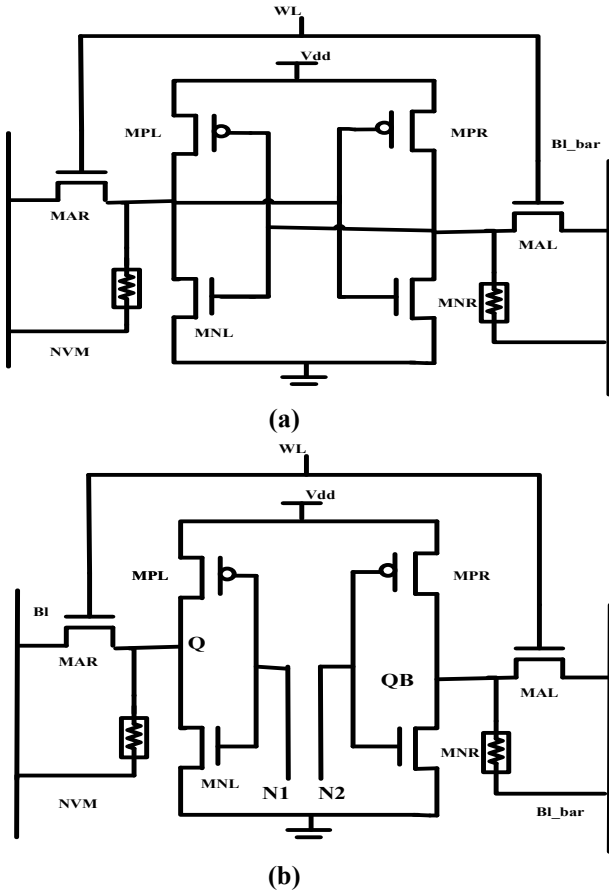 WL
Vdd
MPL
MPR
Bl_bar
MAR
MAL
MNL
MNR
NVM
(a)
WL
Vdd
MPL
MPR
Bl
MAR
Q
QB
MAL
MNR
MNL
N1
N2
NVM
Bl_bar
(b)